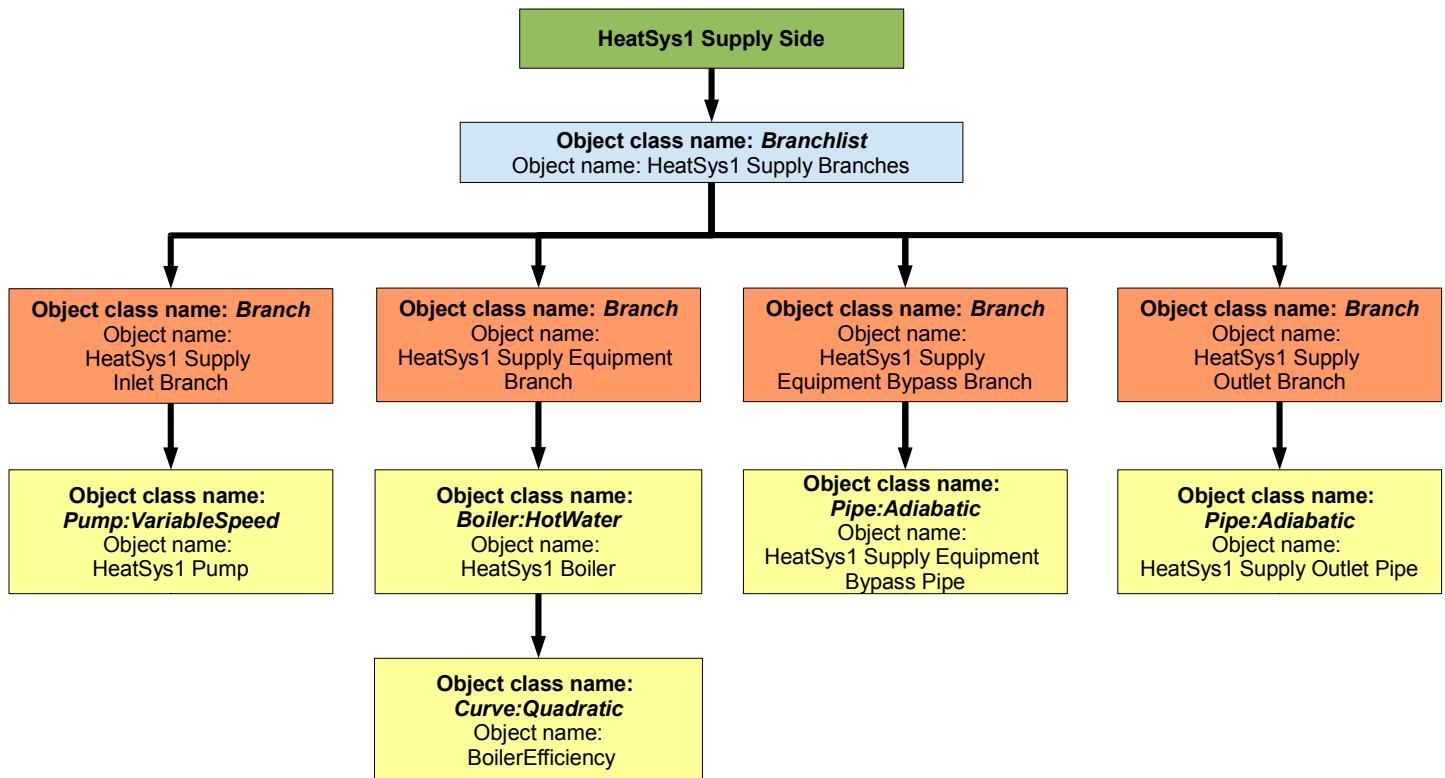 HeatSys1 Supply Side
Object class name: Branchlist
Object name: HeatSys1 Supply Branches
Object class name: Branch
Object name:
HeatSys1 Supply
Inlet Branch
Object class name: Branch
Object name:
HeatSys1 Supply Equipment
Branch
Object class name: Branch
Object name:
HeatSys1 Supply
Equipment Bypass Branch
Object class name: Branch
Object name:
HeatSys1 Supply
Outlet Branch
Object class name:
Pump:VariableSpeed
Object name:
HeatSys1 Pump
Object class name:
Boiler:HotWater
Object name:
HeatSys1 Boiler
Object class name:
Pipe:Adiabatic
Object name:
HeatSys1 Supply Equipment
Bypass Pipe
Object class name:
Pipe:Adiabatic
Object name:
HeatSys1 Supply Outlet Pipe
Object class name:
Curve:Quadratic
Object name:
BoilerEfficiency